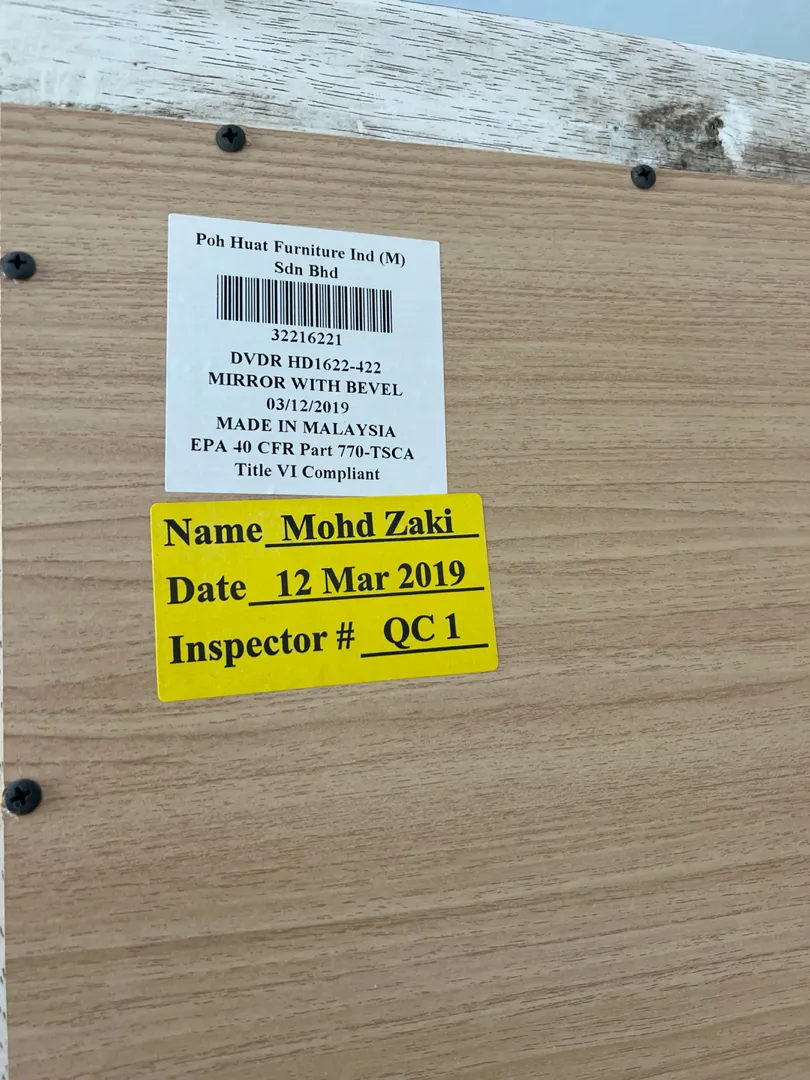 Poh Huat Furniture Ind (M)
Sdn Bhd
32216221
DVDR HD1622-422
MIRROR WITH BEVEL
03/12/2019
MADE IN MALAYSIA
EPA 40 CFR Part 770-TSCA
Title VI Compliant
Name Mohd Zaki
Date 12 Mar 2019
Inspector # QC 1